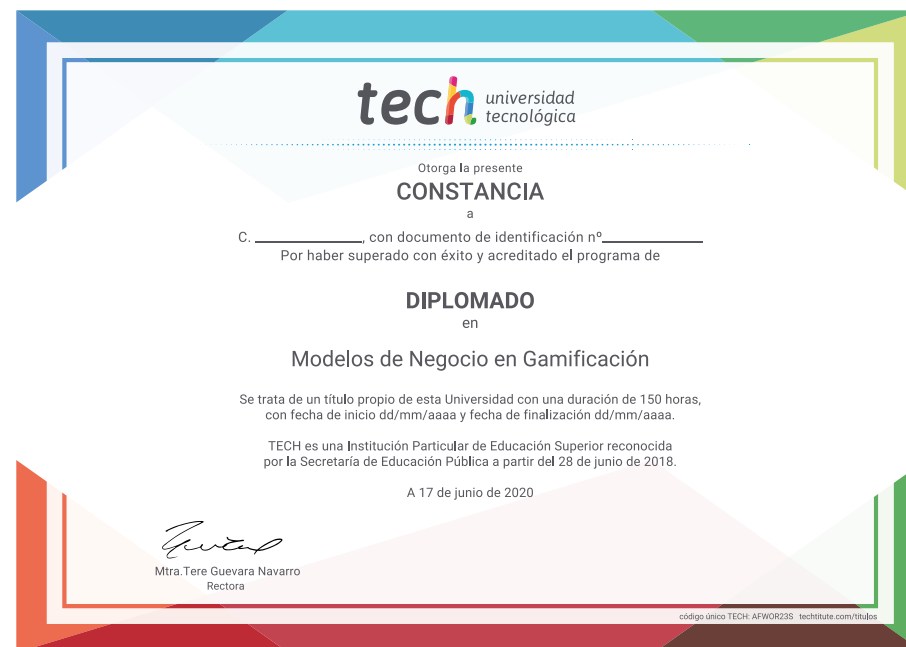 tech universidad
tecnológica
Otorga la presente
CONSTANCIA
a
C. ____________, con documento de identificación nº____________
Por haber superado con éxito y acreditado el programa de
DIPLOMADO
en
Modelos de Negocio en Gamificación
Se trata de un título propio de esta Universidad con una duración de 150 horas,
con fecha de inicio dd/mm/aaaa y fecha de finalización dd/mm/aaaa.
TECH es una Institución Particular de Educación Superior reconocida
por la Secretaría de Educación Pública a partir del 28 de junio de 2018.
A 17 de junio de 2020
Mtra.Tere Guevara Navarro
Rectora
código único TECH: AFWOR23S techtitute.com/titulos